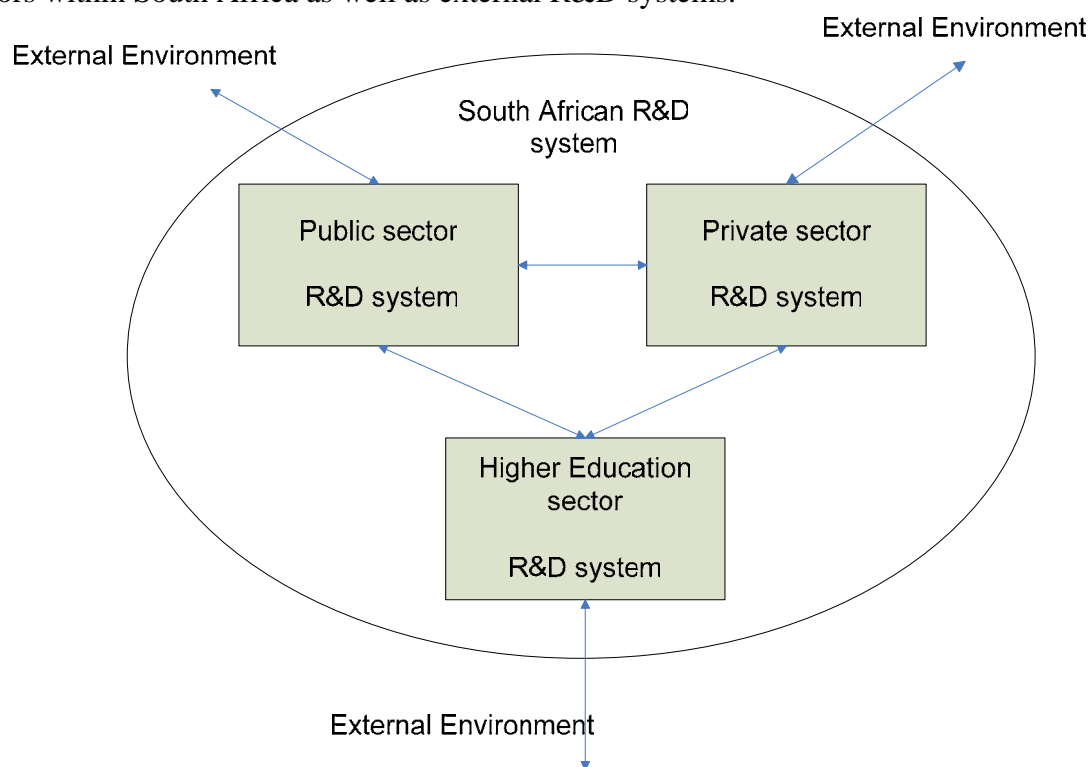 within South Africa as well as external R&D systems.
External Environment
External Environment
South African R&D
system
Public sector
R&D system
Private sector
R&D system
Higher Education
sector
R&D system
External Environment